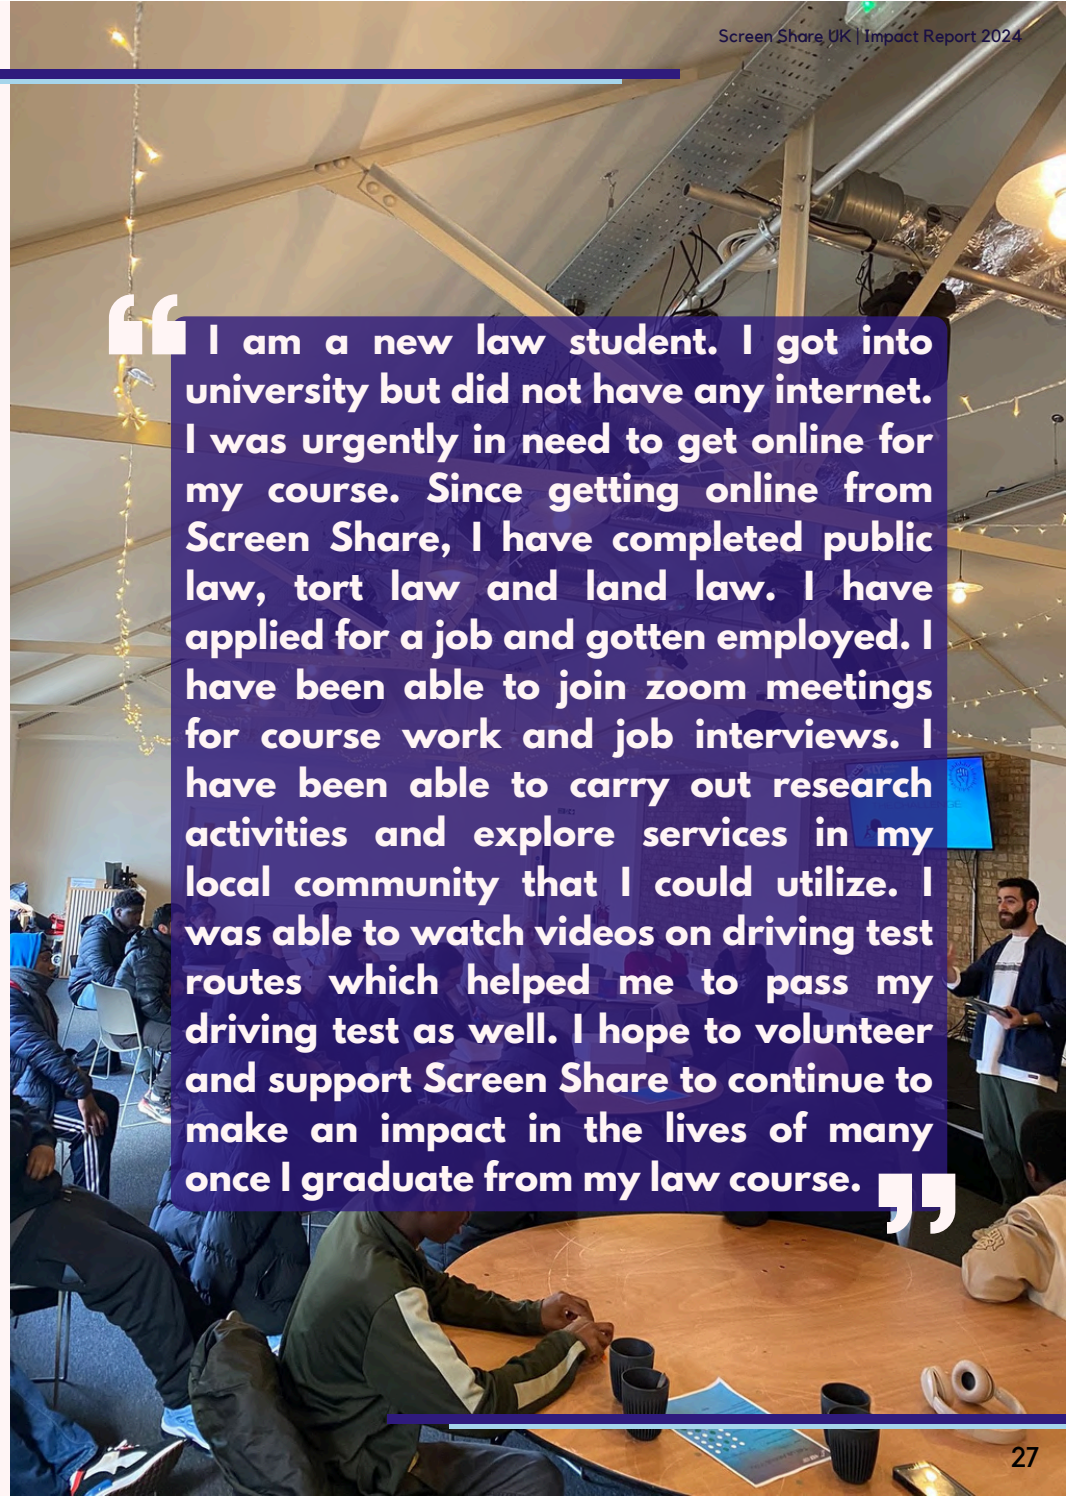 Screen Share UK | Impact Report 2024
“ I am a new law student. I got into
university but did not have any internet.
I was urgently in need to get online for
my course. Since getting online from
Screen Share, I have completed public
law, tort law and land law. I have
applied for a job and gotten employed. I
have been able to join zoom meetings
for course work and job interviews. I
have been able to carry out research
activities and explore services in my
local community that I could utilize. I
was able to watch videos on driving test
routes which helped me to pass my
driving test as well. I hope to volunteer
and support Screen Share to continue to
make an impact in the lives of many
once I graduate from my law course. ”
27